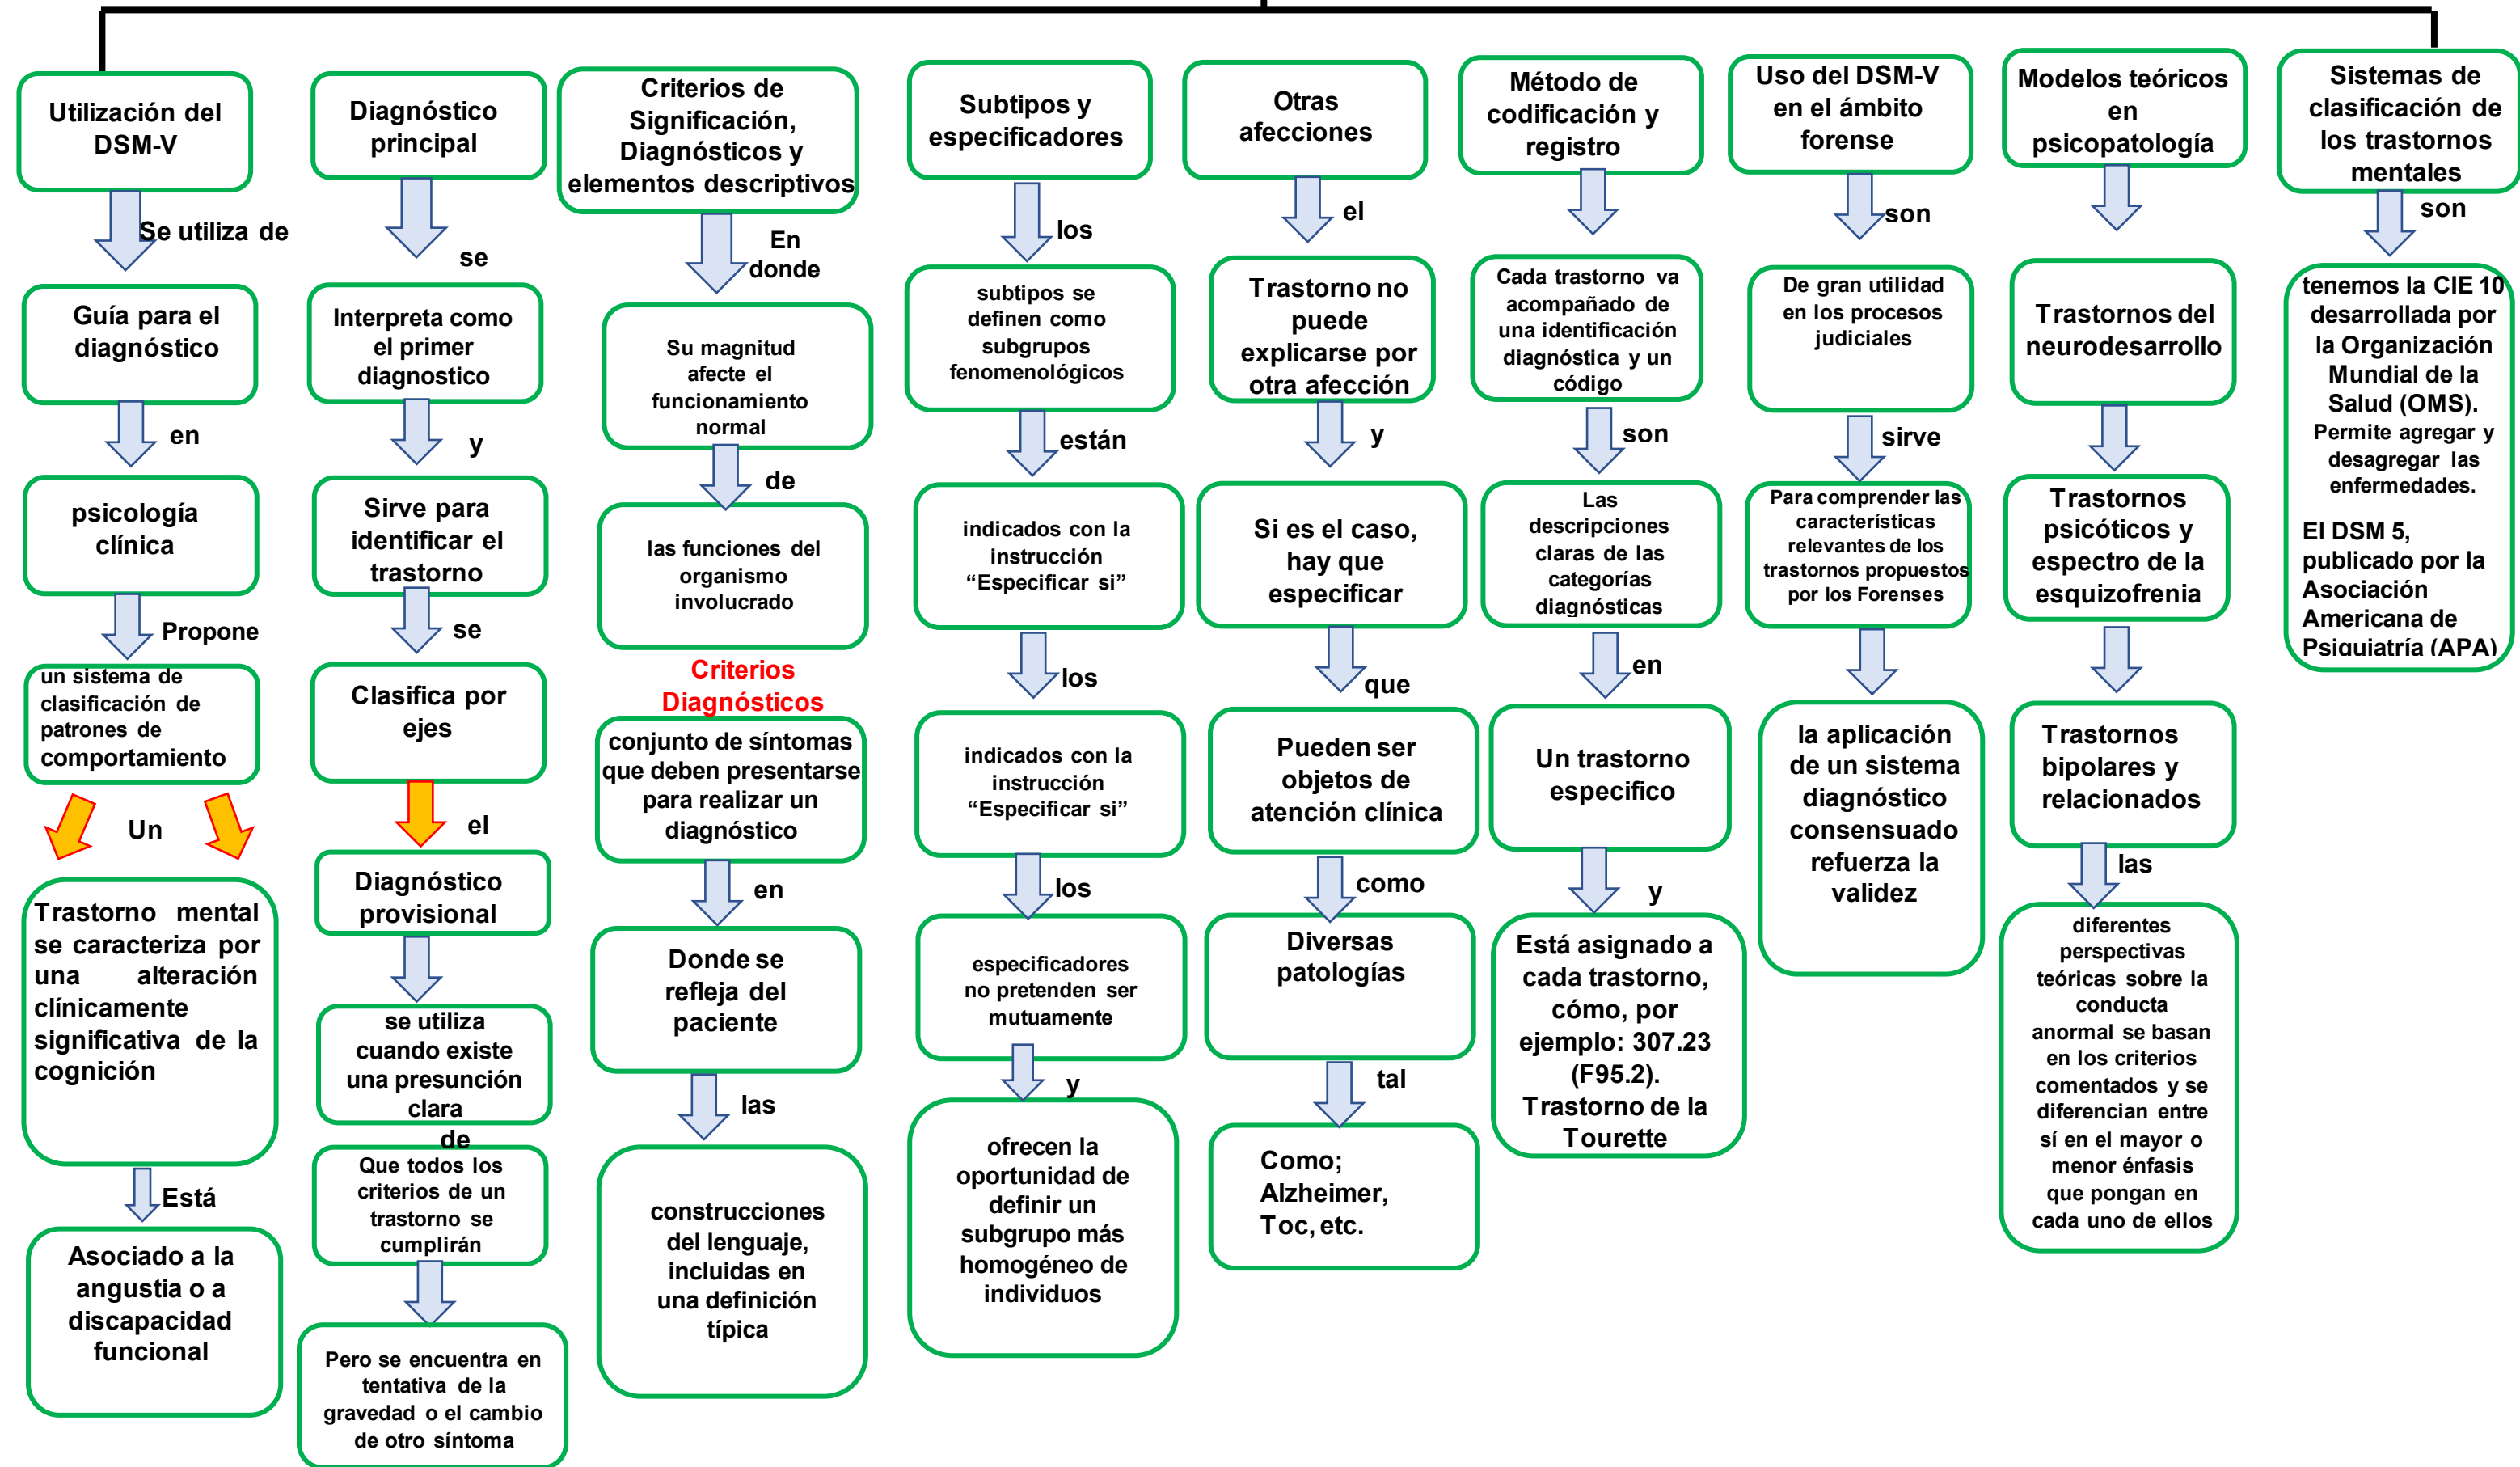 Utilización del
DSM-V
Se utiliza de
Guía para el
diagnóstico
en
psicología
clínica
Propone
un sistema de
clasificación de
patrones de
comportamiento
Un
Trastorno mental
se caracteriza por
una alteración
clínicamente
significativa de la
cognición
Está
Asociado a la
angustia o a
discapacidad
funcional
Diagnóstico
principal
se
Interpreta como
el primer
diagnostico
y
Sirve para
identificar el
trastorno
se
Clasifica por
ejes
el
Diagnóstico
provisional
se utiliza
cuando existe
una presunción
clara
de
Que todos los
criterios de un
trastorno se
cumplirán
Pero se encuentra en
tentativa de la
gravedad o el cambio
de otro síntoma
Criterios de
Significación,
Diagnósticos y
elementos descriptivos
En
donde
Su magnitud
afecte el
funcionamiento
normal
de
las funciones del
organismo
involucrado
Criterios
Diagnósticos
conjunto de síntomas
que deben presentarse
para realizar un
diagnóstico
en
Donde se
refleja del
paciente
las
construcciones
del lenguaje,
incluidas en
una definición
típica
Subtipos y
especificadores
los
subtipos se
definen como
subgrupos
fenomenológicos
están
indicados con la
instrucción
“Especificar si”
los
indicados con la
instrucción
“Especificar si”
los
especificadores
no pretenden ser
mutuamente
y
ofrecen la
oportunidad de
definir un
subgrupo más
homogéneo de
individuos
Otras
afecciones
el
Trastorno no
puede
explicarse por
otra afección
y
Si es el caso,
hay que
especificar
que
Pueden ser
objetos de
atención clínica
como
Diversas
patologías
tal
Como;
Alzheimer,
Toc, etc.
Método de
codificación y
registro
Cada trastorno va
acompañado de
una identificación
diagnóstica y un
código
son
Las
descripciones
claras de las
categorías
diagnósticas
en
Un trastorno
especifico
y
Está asignado a
cada trastorno,
cómo, por
ejemplo: 307.23
(F95.2).
Trastorno de la
Tourette
Uso del DSM-V
en el ámbito
forense
son
De gran utilidad
en los procesos
judiciales
sirve
Para comprender las
características
relevantes de los
trastornos propuestos
por los Forenses
la aplicación
de un sistema
diagnóstico
consensuado
refuerza la
validez
Modelos teóricos
en
psicopatología
Trastornos del
neurodesarrollo
Trastornos
psicóticos y
espectro de la
esquizofrenia
Trastornos
bipolares y
relacionados
las
diferentes
perspectivas
teóricas sobre la
conducta
anormal se basan
en los criterios
comentados y se
diferencian entre
sí en el mayor o
menor énfasis
que pongan en
cada uno de ellos
Sistemas de
clasificación de
los trastornos
mentales
son
tenemos la CIE 10
desarrollada por
la Organización
Mundial de la
Salud (OMS).
Permite agregar y
desagregar las
enfermedades.
El DSM 5,
publicado por la
Asociación
Americana de
Psiquiatría (APA)